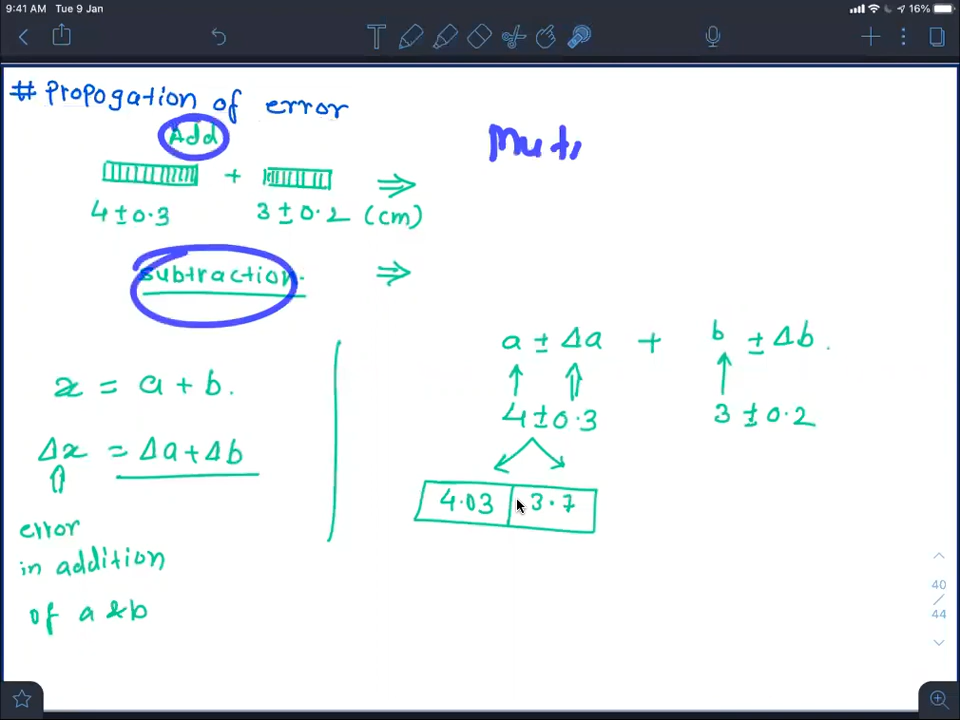 9:41 AM Tue 9 Jan
16%
# Propogation of error
Add
+
4 ± 0.3 3 ± 0.2 (cm)
subtraction.
Mut
a ± Δa + b ± Δb.
4 ± 0.3 3 ± 0.2
4.03 3.7
x = a + b.
Δx = Δa + Δb
error
in addition
of a & b
40
/
44